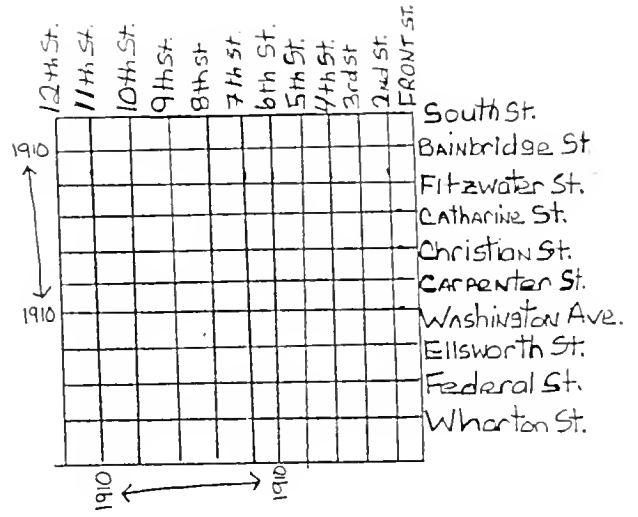 12th St.
11th St.
10th St.
9th St.
8th St
7th St.
6th St.
5th St.
4th St.
3rd St
2nd St.
FRONT St.
South St.
BAINbridge St
Fitzwater St.
CATHARINE St.
Christian St.
CARPENTER St.
WAShiNgtoN Ave.
Ellsworth St.
Federal St.
Wharton St.
1910
1910
1910
1910